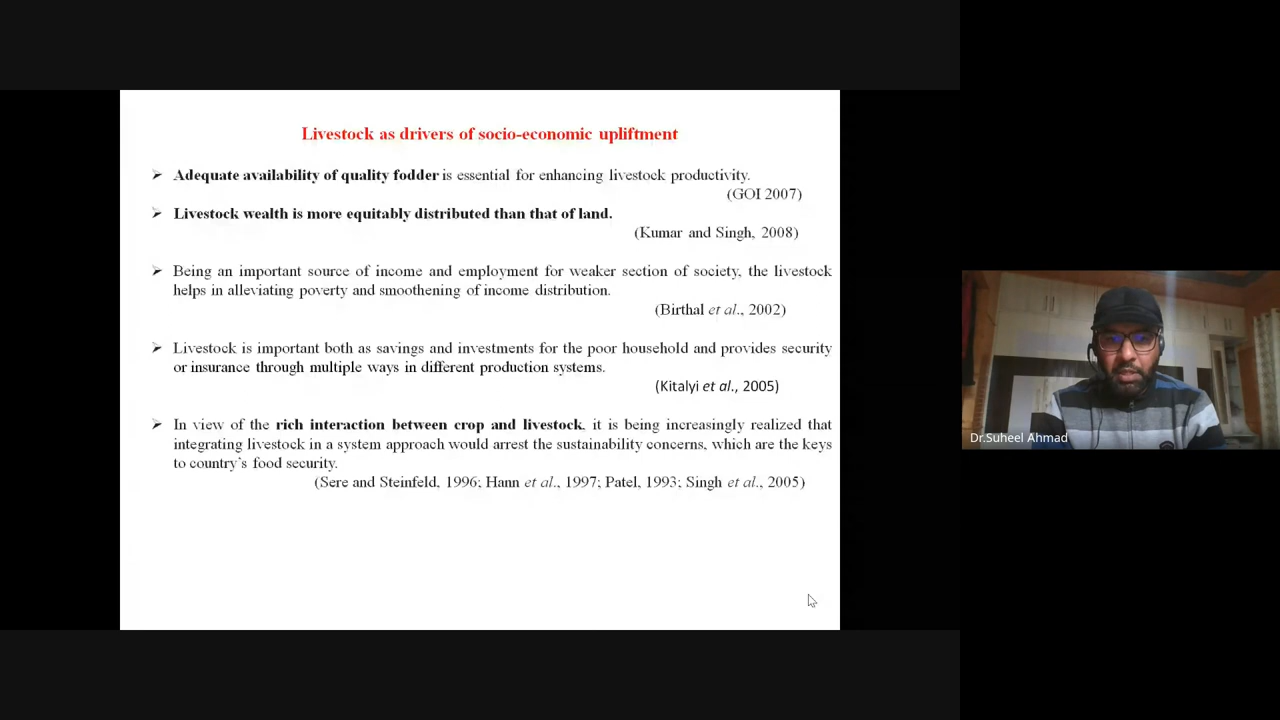 Livestock as drivers of socio-economic upliftment
➢ Adequate availability of quality fodder is essential for enhancing livestock productivity.
(GOI 2007)
➢ Livestock wealth is more equitably distributed than that of land.
(Kumar and Singh, 2008)
➢ Being an important source of income and employment for weaker section of society, the livestock
helps in alleviating poverty and smoothening of income distribution.
(Birthal et al., 2002)
➢ Livestock is important both as savings and investments for the poor household and provides security
or insurance through multiple ways in different production systems.
(Kitalyi et al., 2005)
➢ In view of the rich interaction between crop and livestock, it is being increasingly realized that
integrating livestock in a system approach would arrest the sustainability concerns, which are the keys
to country's food security.
(Sere and Steinfeld, 1996; Hann et al., 1997; Patel, 1993; Singh et al., 2005)
Dr.Suheel Ahmad